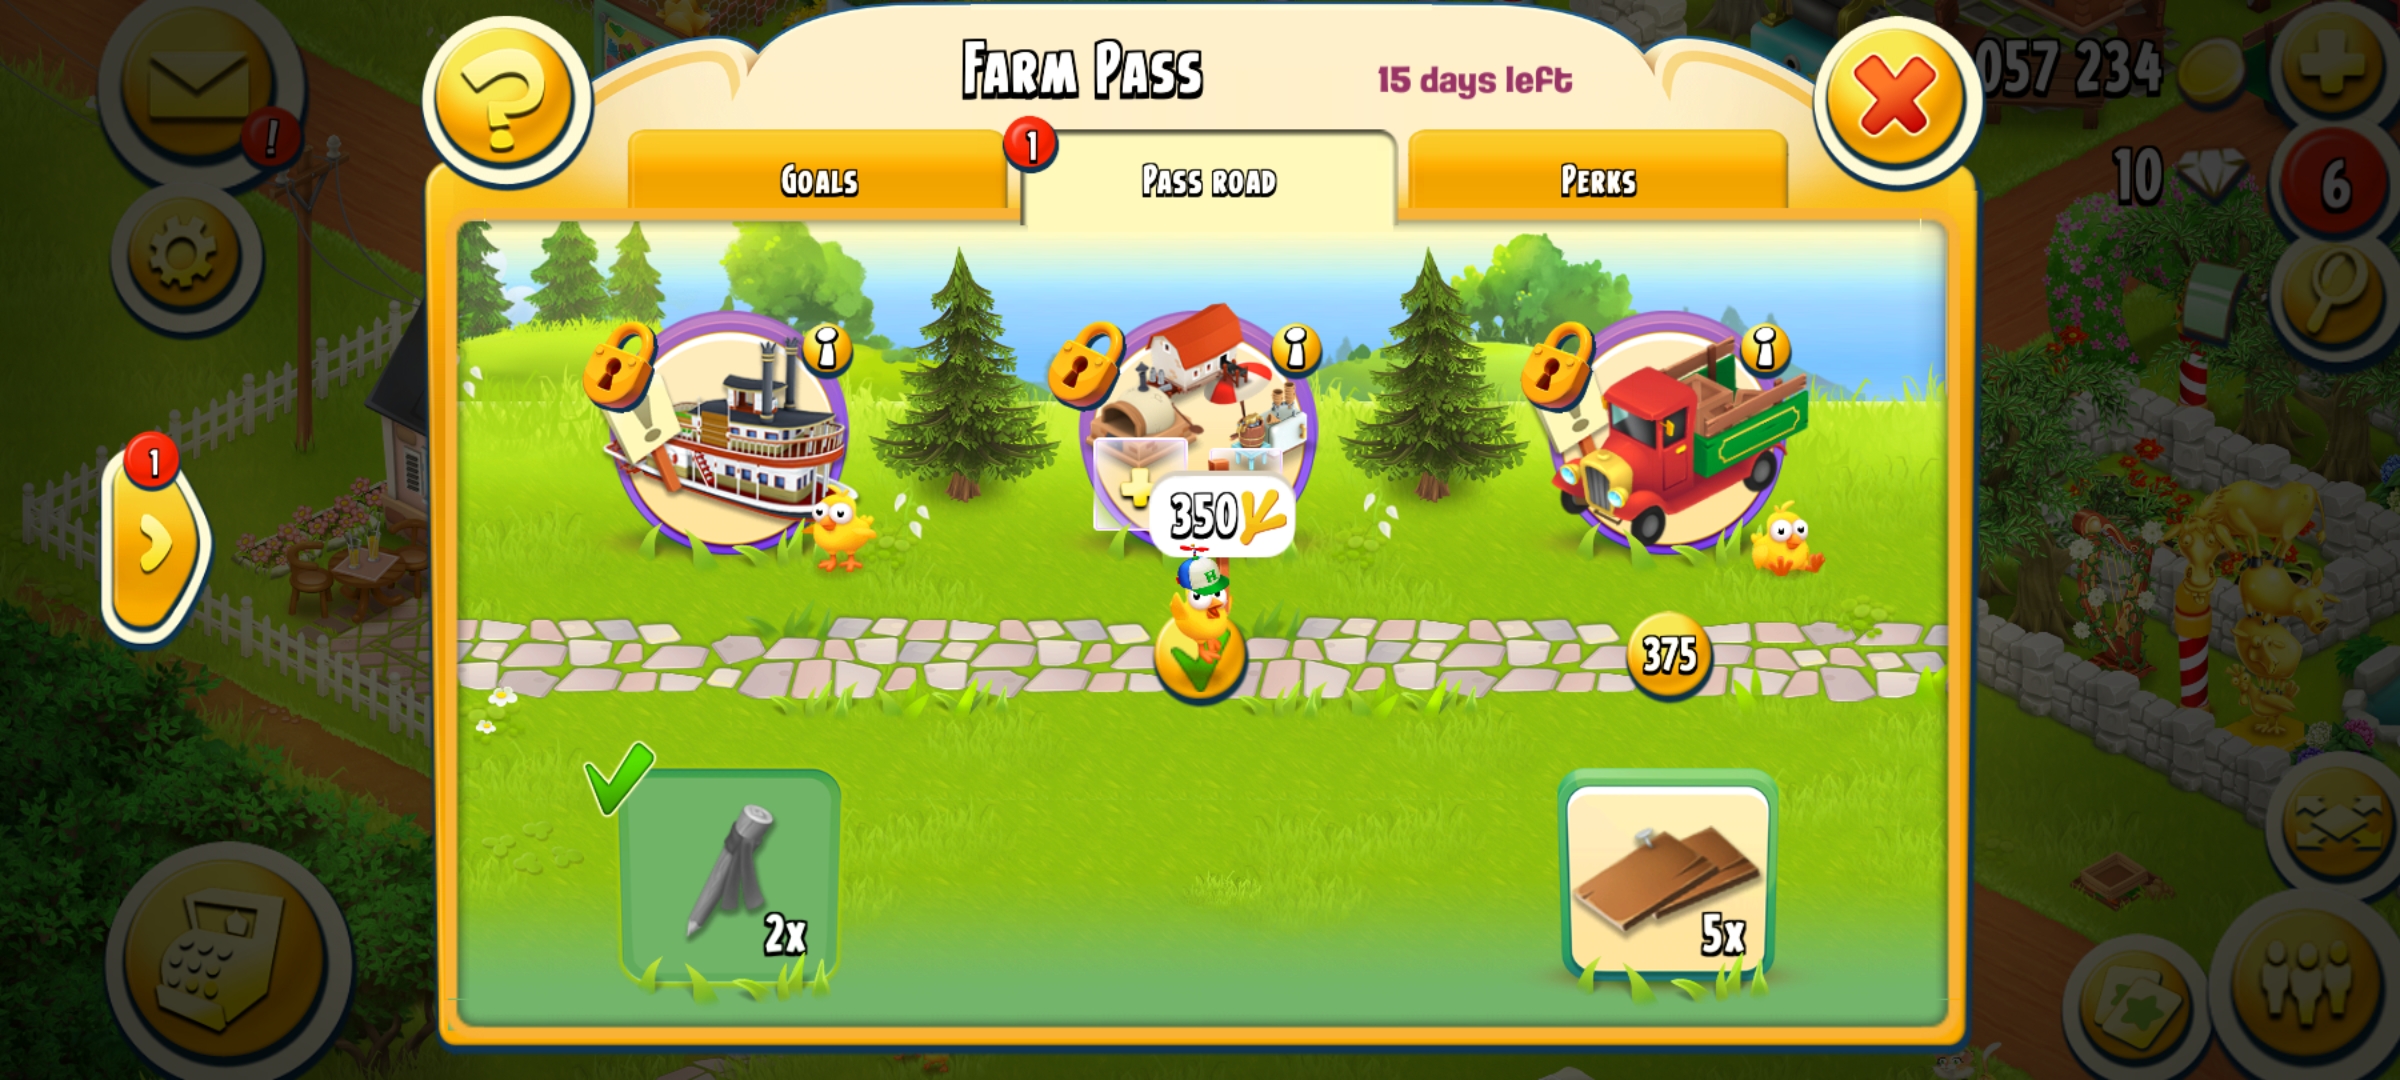 FARM PASS
15 days left
057 234
GOALS
1
PASS ROAD
PERKS
10
6
!
1
350
H
375
2x
5x